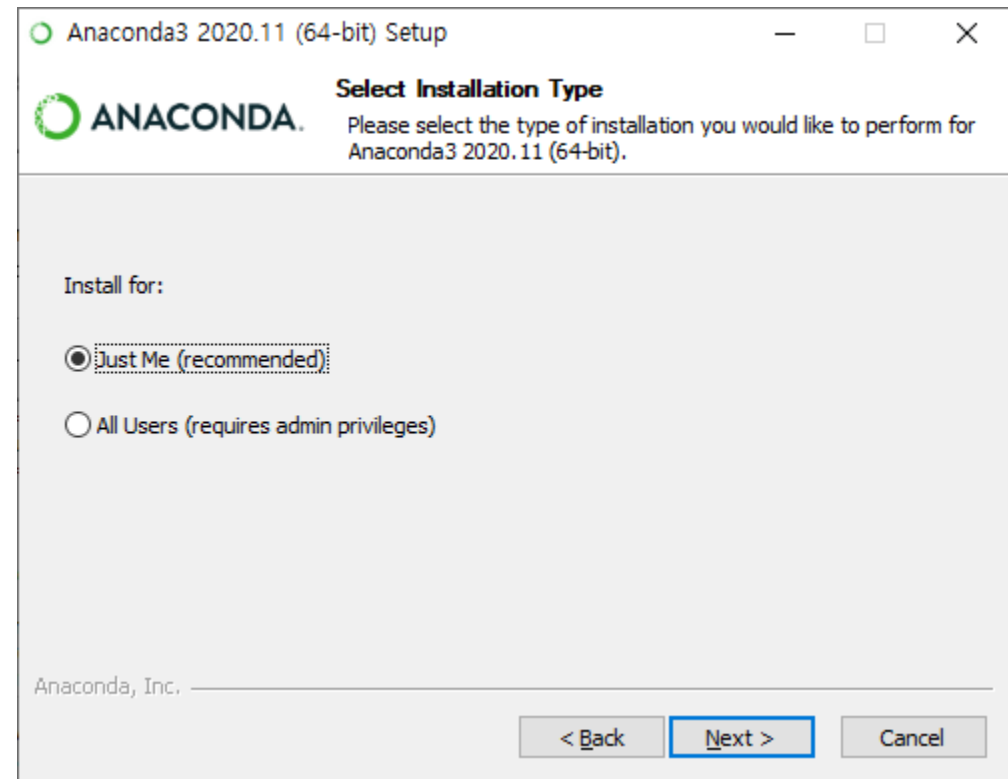 Anaconda3 2020.11 (64-bit) Setup
ANACONDA.
Select Installation Type
Please select the type of installation you would like to perform for
Anaconda3 2020.11 (64-bit).
Install for:
Just Me (recommended)
All Users (requires admin privileges)
Anaconda, Inc.
< Back Next > Cancel